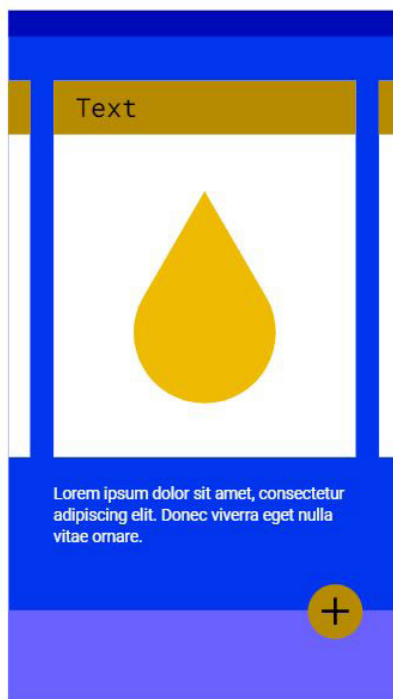 Text
Lorem ipsum dolor sit amet, consectetur
adipiscing elit. Donec viverra eget nulla
vitae ornare.
+